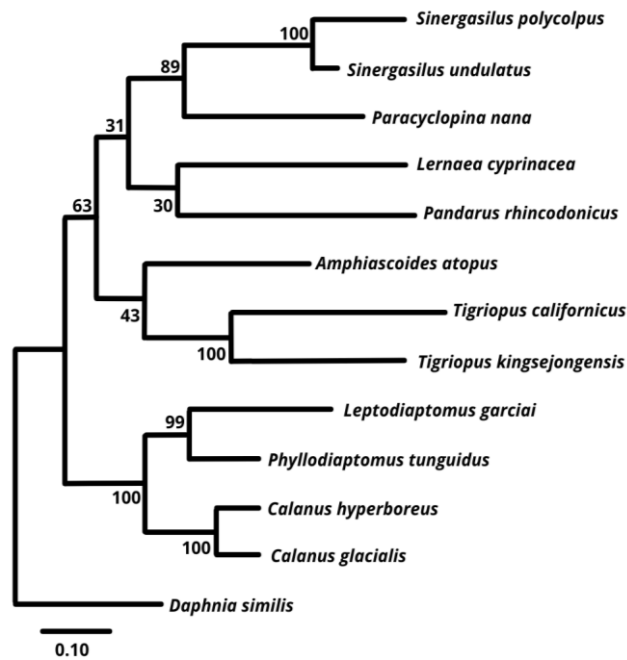 Sinergasilus polycolpus
100
Sinergasilus undulatus
89
Paracyclopina nana
31
Lernaea cyprinacea
30
Pandarus rhincodonicus
63
Amphiascoides atopus
43
Tigriopus californicus
100
Tigriopus kingsejongensis
Leptodiaptomus garciai
99
Phyllodiaptomus tunguidus
100
Calanus hyperboreus
100
Calanus glacialis
Daphnia similis
0.10